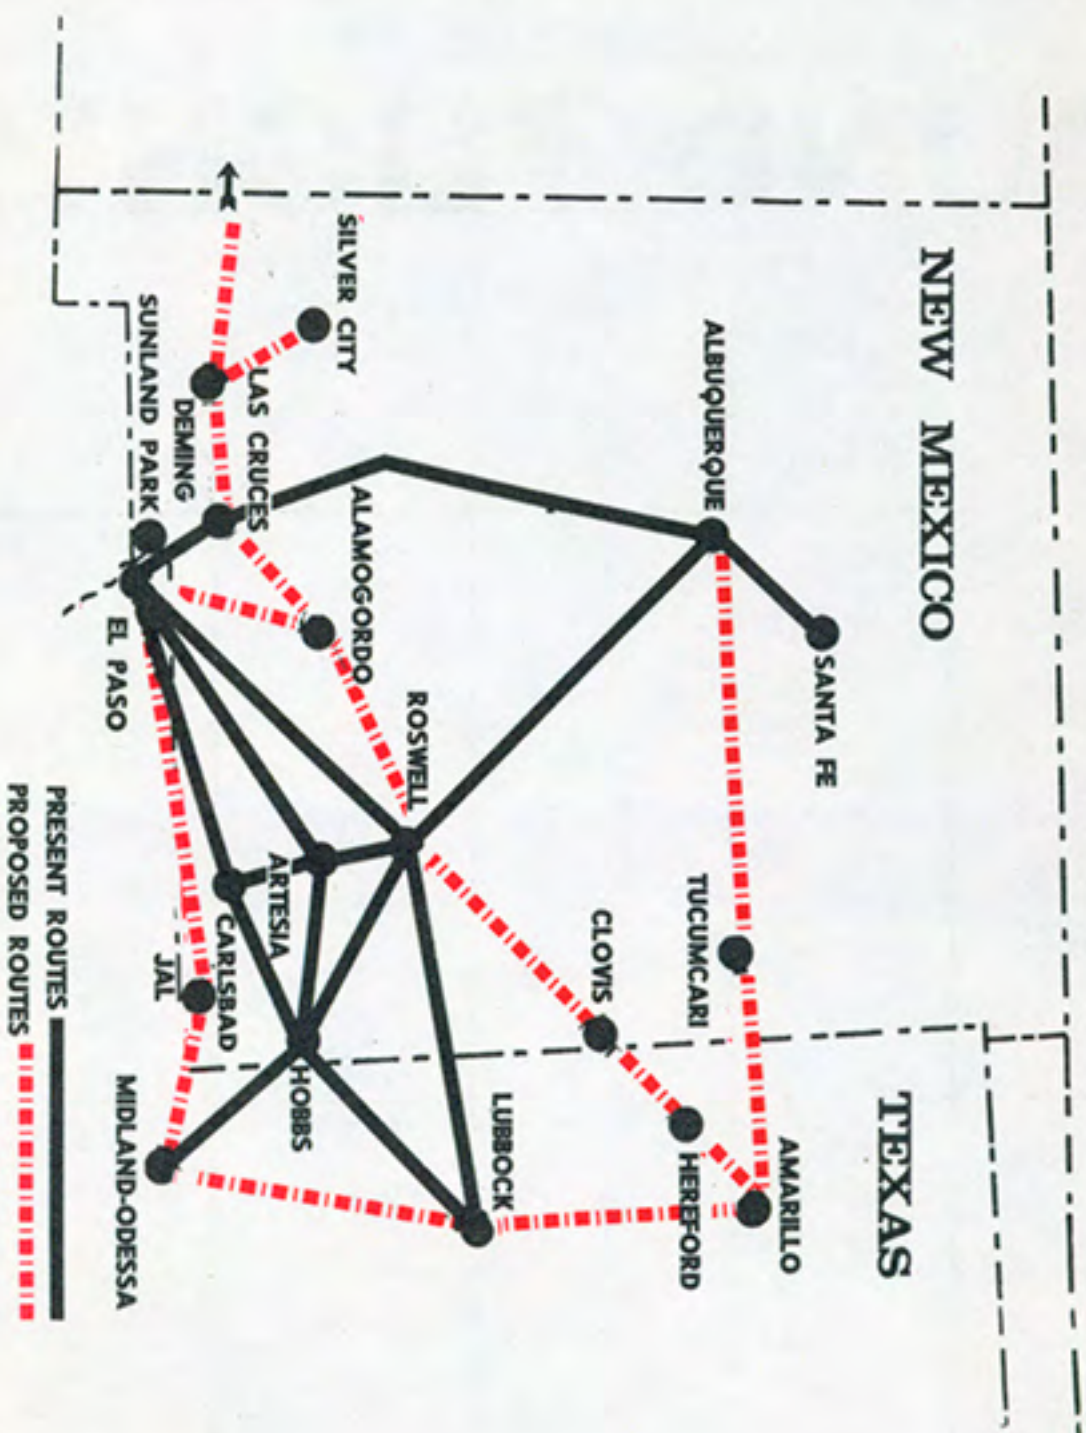 NEW MEXICO
TEXAS
SANTA FE
ALBUQUERQUE
TUCUMCARI
AMARILLO
HEREFORD
CLOVIS
LUBBOCK
ROSWELL
SILVER CITY
ALAMOGORDO
LAS CRUCES
DEMING
SUNLAND PARK
EL PASO
ARTESIA
HOBBS
CARLSBAD
JAL
MIDLAND-ODESSA
PRESENT ROUTES
PROPOSED ROUTES